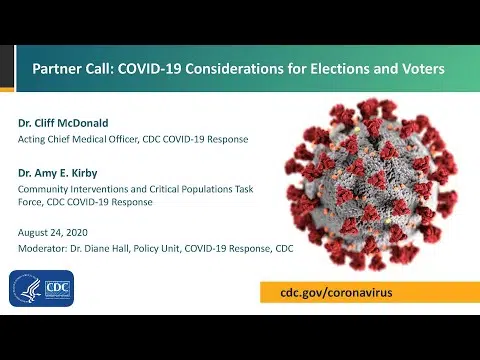 Partner Call: COVID-19 Considerations for Elections and Voters
Dr. Cliff McDonald
Acting Chief Medical Officer, CDC COVID-19 Response
Dr. Amy E. Kirby
Community Interventions and Critical Populations Task
Force, CDC COVID-19 Response
August 24, 2020
Moderator: Dr. Diane Hall, Policy Unit, COVID-19 Response, CDC
CDC
cdc.gov/coronavirus